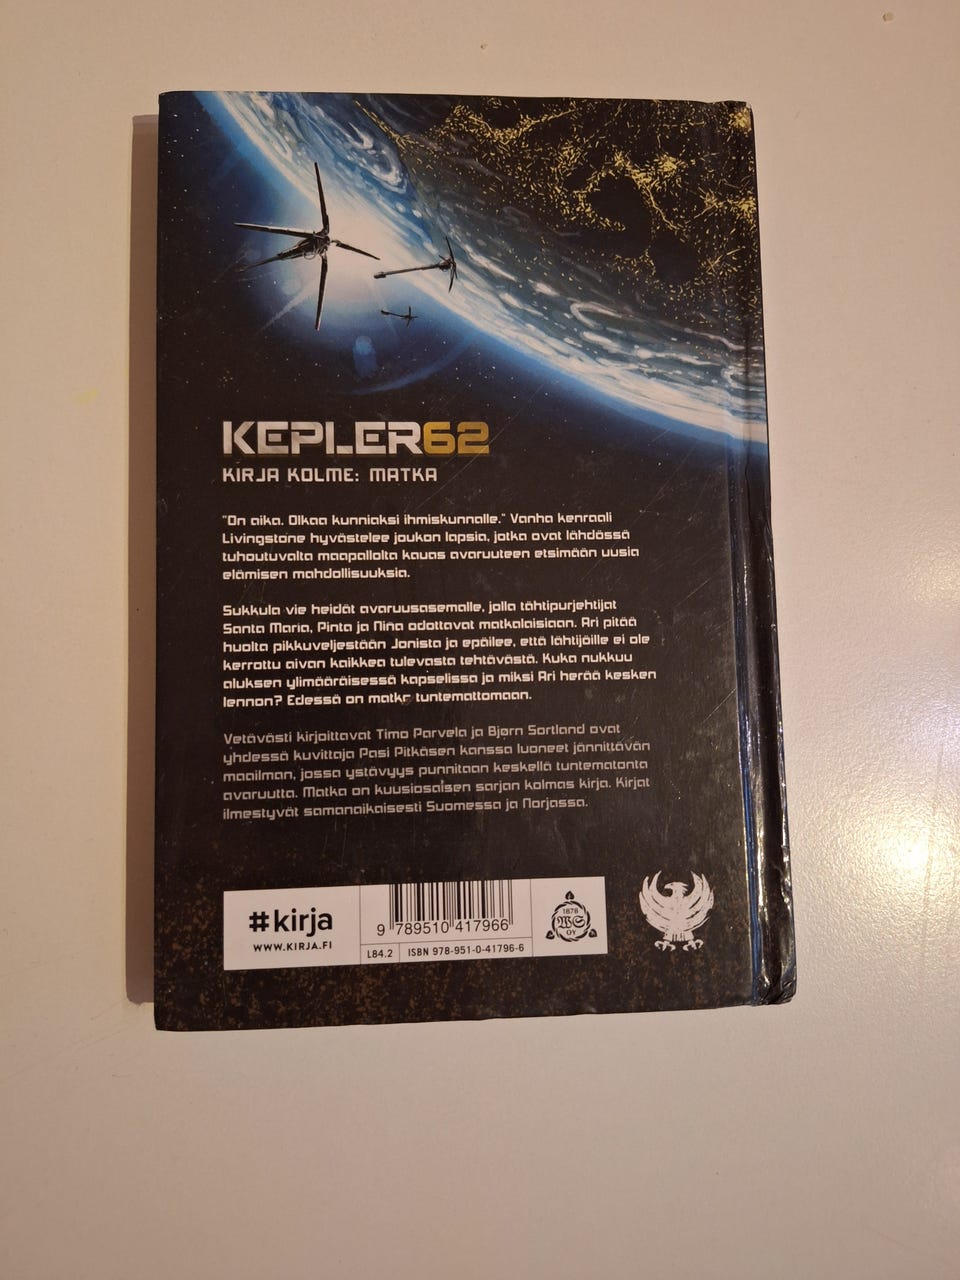 KEPLER62
KIRJA KOLME: MATKA
"On aika. Olkaa kunniaksi ihmiskunnalle." Vanha kenraali
Livingstone hyvästelee joukon lapsia, jotka ovat lähdössä
tuhoutuvalta maapallolta kauas avaruuteen etsimään uusia
elämisen mahdollisuuksia.
Sukkula vie heidät avaruusasemalle, jolla tähtipurjehtijat
Santa Maria, Pinta ja Niña odottavat matkalaisiaan. Ari pitää
huolta pikkuveljestään Jonista ja epäilee, että lähtijöille ei ole
kerrottu aivan kaikkea tulevasta tehtävästä. Kuka nukkuu
aluksen ylimääräisessä kapselissa ja miksi Ari herää kesken
lennon? Edessä on matka tuntemattomaan.
Vetävästi kirjoittavat Timo Parvela ja Bjørn Sortland ovat
yhdessä kuvittaja Pasi Pitkäsen kanssa luoneet jännittävän
maailman, jossa ystävyys punnitaan keskellä tuntematonta
avaruutta. Matka on kuusiosaisen sarjan kolmas kirja. Kirjat
ilmestyvät samanaikaisesti Suomessa ja Norjassa.
#kirja
WWW.KIRJA.FI
9 789510 417966
L84.2 ISBN 978-951-0-41796-6
1878
WS
OY